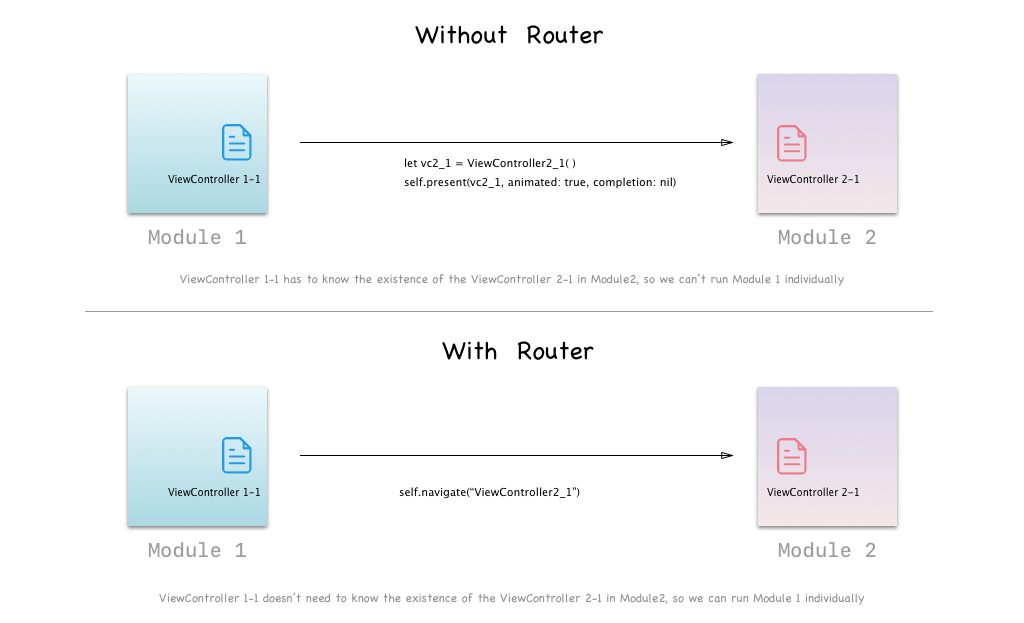 Without Router
let vc2_1 = ViewController2_1( )
self.present(vc2_1, animated: true, completion: nil)
ViewController 1-1
ViewController 2-1
Module 1
Module 2
ViewController 1-1 has to know the existence of the ViewController 2-1 in Module2, so we can't run Module 1 individually
With Router
ViewController 1-1
self.navigate(“ViewController2_1”)
ViewController 2-1
Module 1
Module 2
ViewController 1-1 doesn't need to know the existence of the ViewController 2-1 in Module2, so we can run Module 1 individually